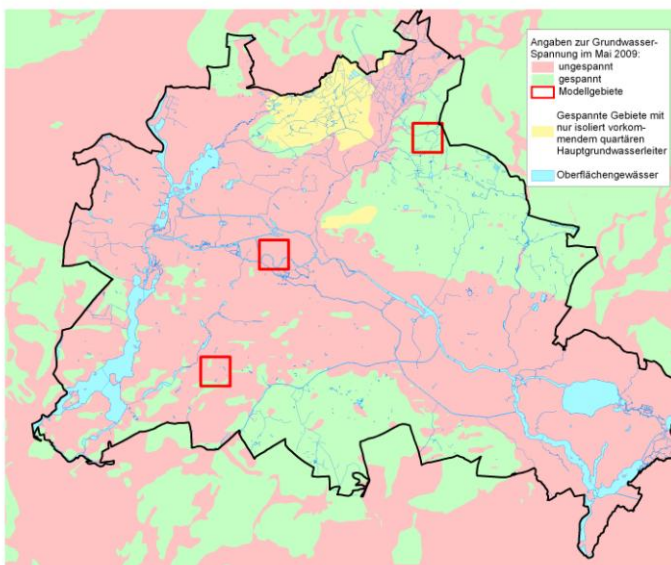 Angaben zur Grundwasser-
Spannung im Mai 2009:
ungespannt
gespannt
Modellgebiete
Gespannte Gebiete mit
nur isoliert vorkom-
mendem quartären
Hauptgrundwasserleiter
Oberflächengewässer